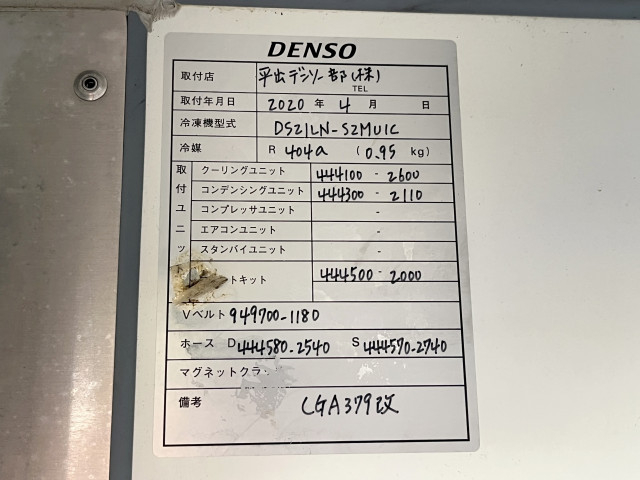 DENSO
取付店 平出デンソー部(株)
TEL
取付年月日 2020 年 4 月 日
冷凍機型式 DS21LN-S2MU1C
冷媒 R 404a ( 0.95 kg)
取付ユニッ
クーリングユニット 444100 - 2600
コンデンシングユニット 444300 - 2110
コンプレッサユニット -
エアコンユニット -
スタンバイユニット -
トキット 444500 - 2000
Vベルト 949700-1180
ホース D 444580-2540 S 444570-2740
マグネットクラ
備考 CGA379改